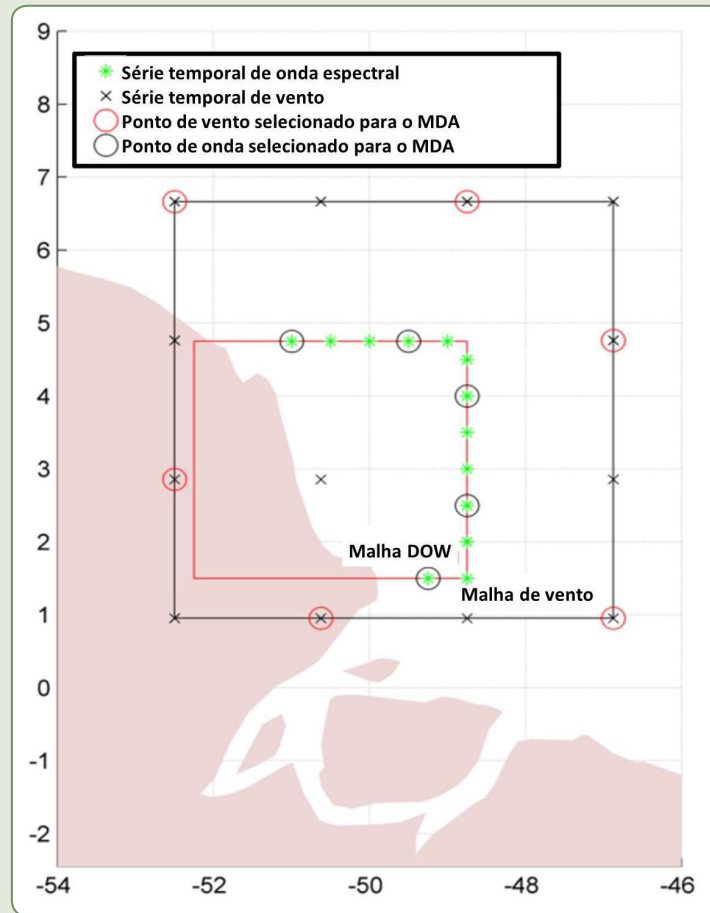 9
Série temporal de onda espectral
8
Série temporal de vento
Ponto de vento selecionado para o MDA
Ponto de onda selecionado para o MDA
7
6
5
4
3
2
Malha DOW
Malha de vento
1
0
-1
-2
-54 -52 -50 -48 -46